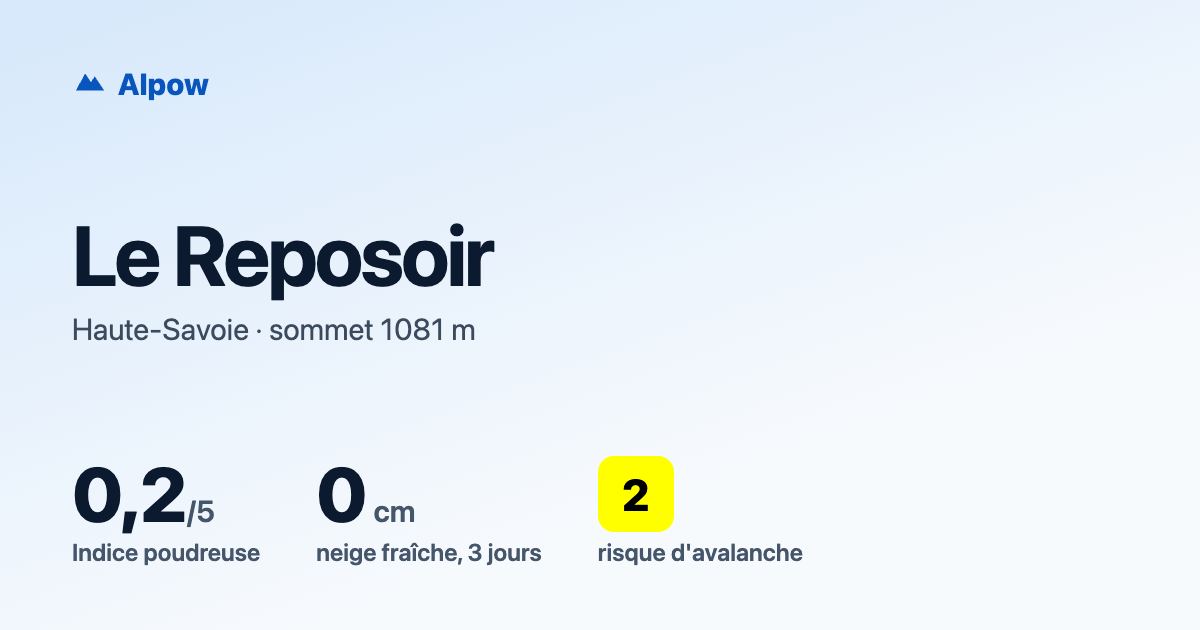 Alpow
Le Reposoir
Haute-Savoie · sommet 1081 m
0,2/5
Indice poudreuse
0 cm
neige fraîche, 3 jours
2
risque d'avalanche